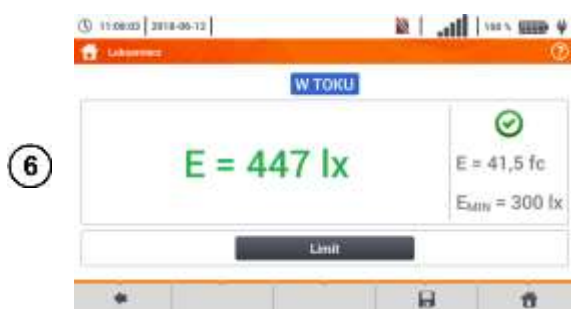 11:08:03 2018-06-12 100 %
Luksomierz
W TOKU
6
E = 447 lx
E = 41,5 fc
EMIN = 300 lx
Limit